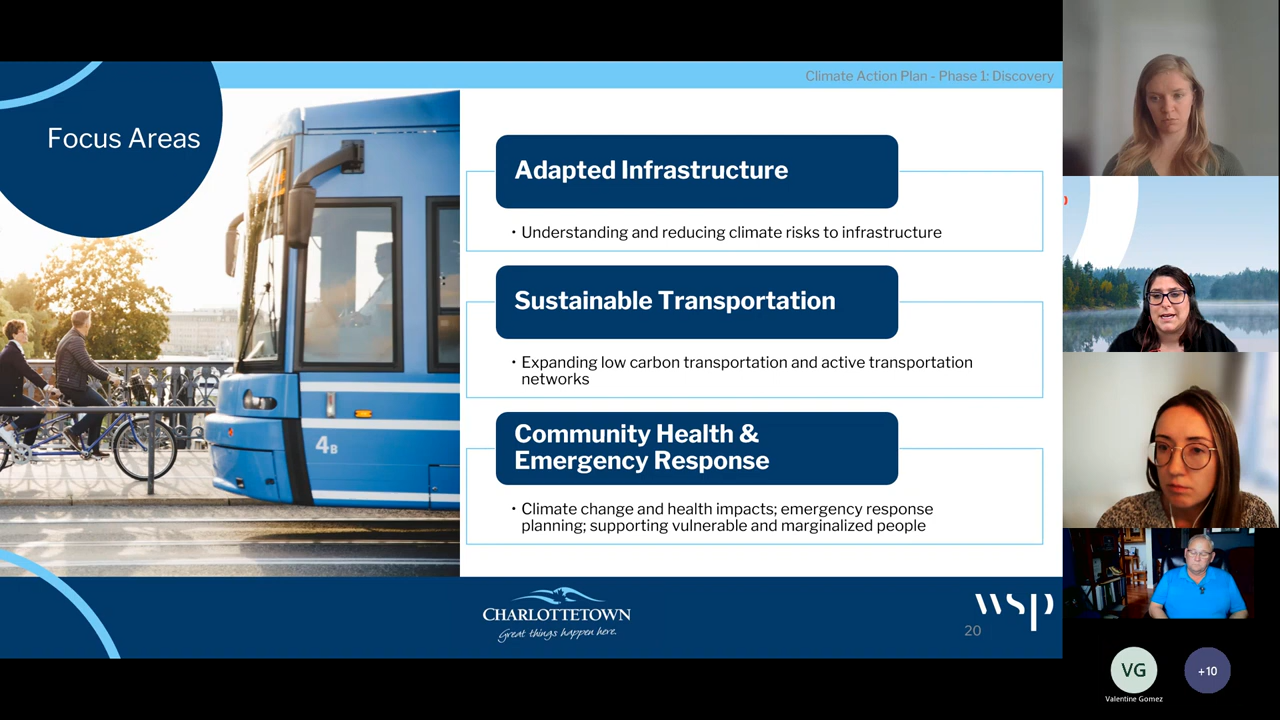 Climate Action Plan - Phase 1: Discovery
Focus Areas
Adapted Infrastructure
• Understanding and reducing climate risks to infrastructure
Sustainable Transportation
• Expanding low carbon transportation and active transportation
networks
Community Health &
Emergency Response
• Climate change and health impacts; emergency response
planning; supporting vulnerable and marginalized people
4B
CHARLOTTETOWN
Great things happen here.
wsp
20
VG
Valentine Gomez
+10